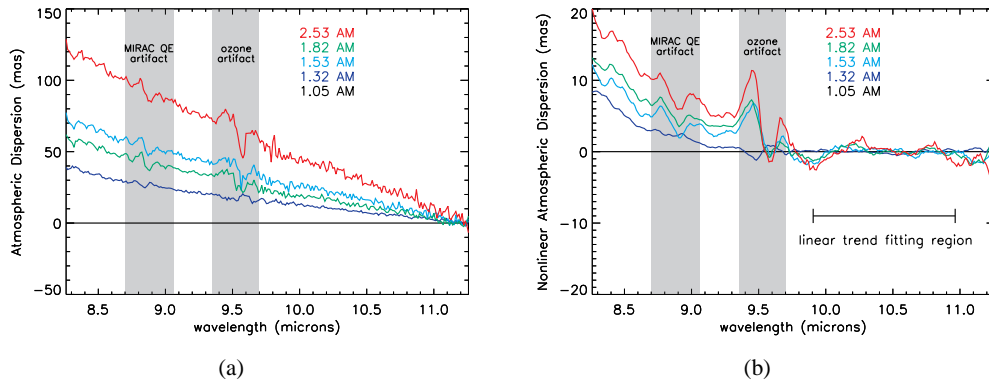 150
100
50
0
−50
Atmospheric Dispersion (mas)
MIRAC QE
artifact
ozone
artifact
2.53 AM
1.82 AM
1.53 AM
1.32 AM
1.05 AM
8.5 9.0 9.5 10.0 10.5 11.0
wavelength (microns)
(a)
20
10
0
−10
−20
Nonlinear Atmospheric Dispersion (mas)
MIRAC QE
artifact
ozone
artifact
2.53 AM
1.82 AM
1.53 AM
1.32 AM
1.05 AM
linear trend fitting region
8.5 9.0 9.5 10.0 10.5 11.0
wavelength (microns)
(b)